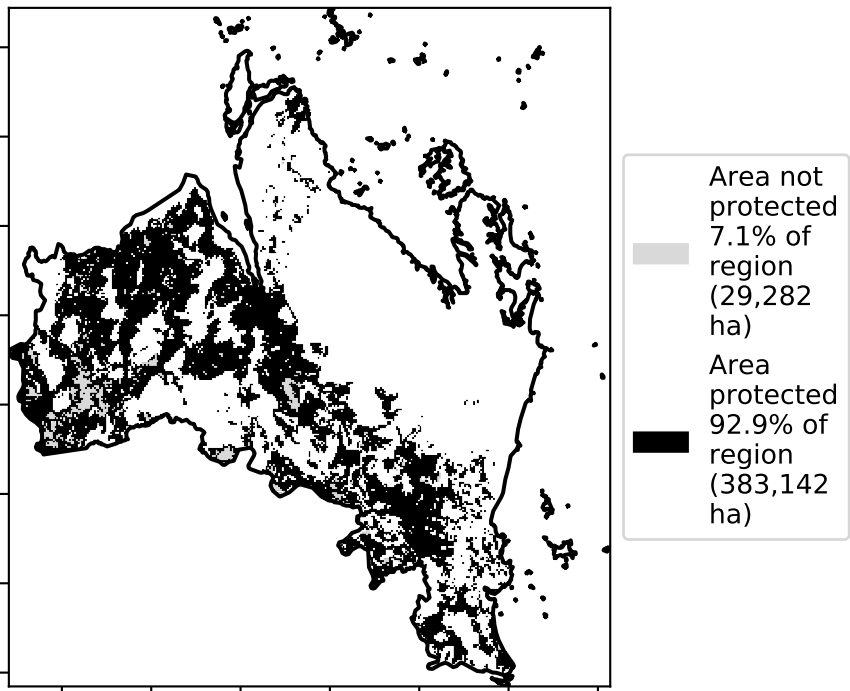 Area not
protected
7.1% of
region
(29,282
ha)
Area
protected
92.9% of
region
(383,142
ha)